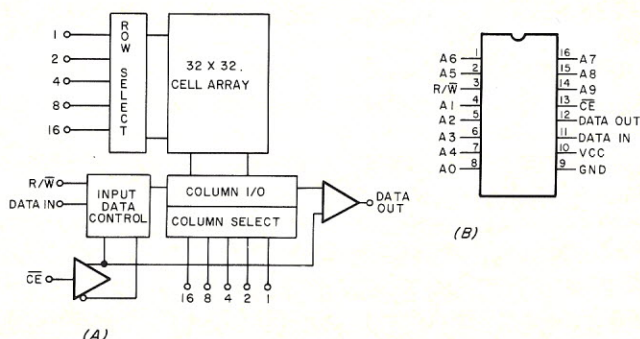 1
2
4
8
16
ROW SELECT
32 X 32.
CELL ARRAY
R/W̅
DATA IN
INPUT
DATA
CONTROL
COLUMN I/O
COLUMN SELECT
DATA
OUT
C̅E̅
16 8 4 2 1
(A)
A6 1
A5 2
R/W̅ 3
A1 4
A2 5
A3 6
A4 7
A0 8
16 A7
15 A8
14 A9
13 C̅E̅
12 DATA OUT
11 DATA IN
10 VCC
9 GND
(B)